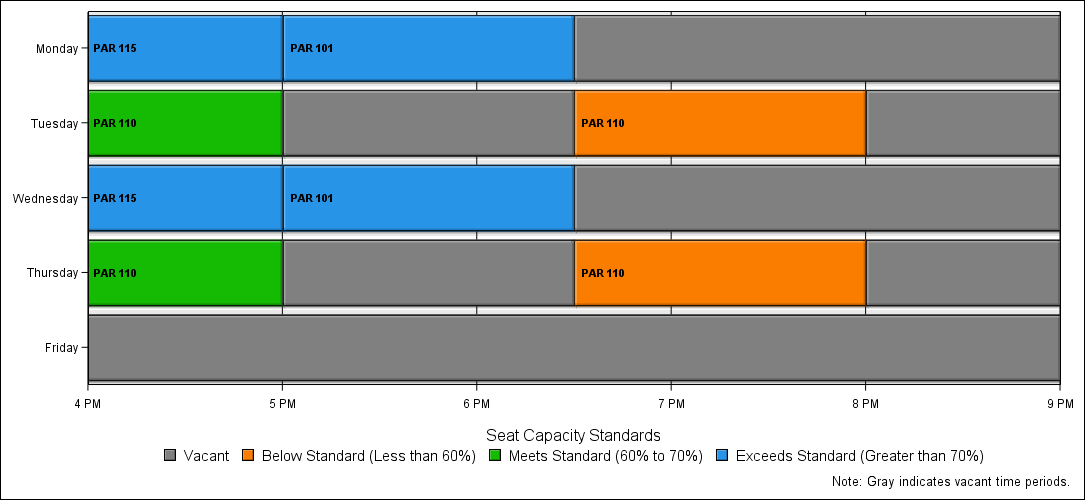 Monday PAR 115 PAR 101
Tuesday PAR 110 PAR 110
Wednesday PAR 115 PAR 101
Thursday PAR 110 PAR 110
Friday
4 PM 5 PM 6 PM 7 PM 8 PM 9 PM
Seat Capacity Standards
Vacant Below Standard (Less than 60%) Meets Standard (60% to 70%) Exceeds Standard (Greater than 70%)
Note: Gray indicates vacant time periods.